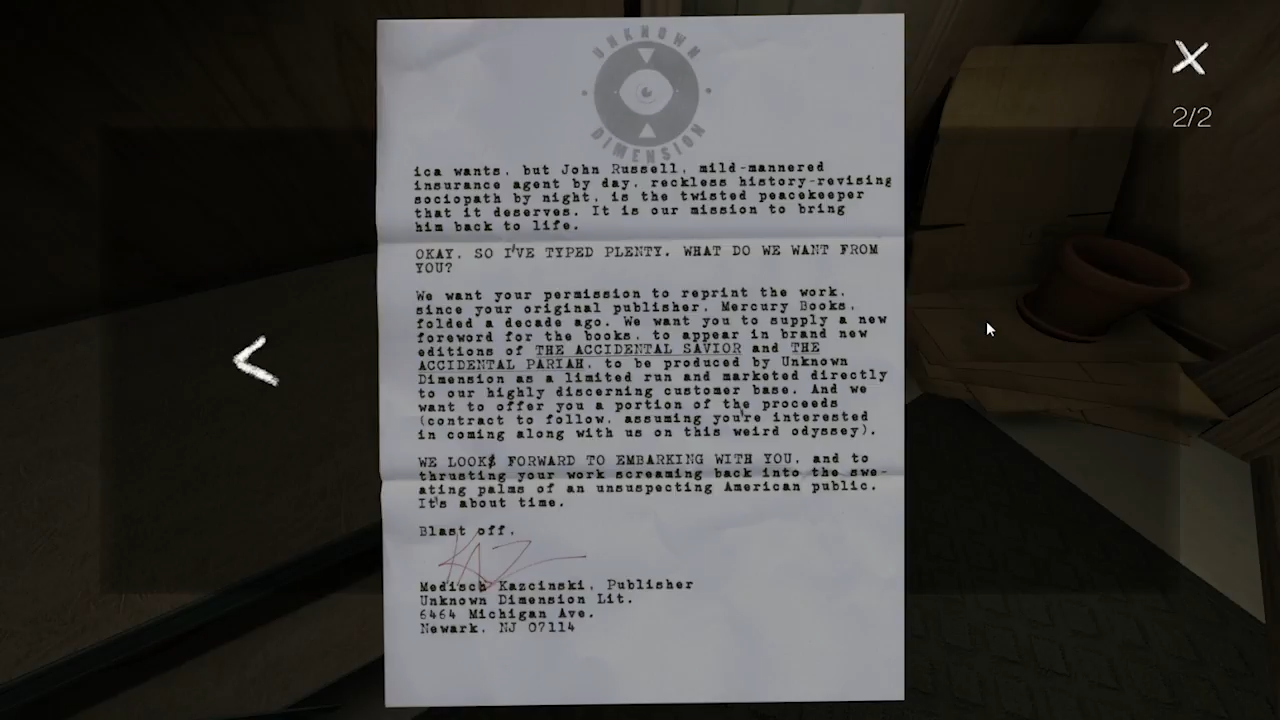 UNKNOWN
DIMENSION
2/2
ica wants, but John Russell, mild-mannered
insurance agent by day, reckless history-revising
sociopath by night, is the twisted peacekeeper
that it deserves. It is our mission to bring
him back to life.
OKAY, SO I'VE TYPED PLENTY. WHAT DO WE WANT FROM
YOU?
We want your permission to reprint the work,
since your original publisher, Mercury Books,
folded a decade ago. We want you to supply a new
foreword for the books, to appear in brand new
editions of THE ACCIDENTAL SAVIOR and THE
ACCIDENTAL PARIAH, to be produced by Unknown
Dimension as a limited run and marketed directly
to our highly discerning customer base. And we
want to offer you a portion of the proceeds
(contract to follow, assuming you're interested
in coming along with us on this weird odyssey).
WE LOOK FORWARD TO EMBARKING WITH YOU, and to
thrusting your work screaming back into the swe-
ating palms of an unsuspecting American public.
It's about time.
Blast off,
KAZ
Medisch Kazcinski, Publisher
Unknown Dimension Lit.
6464 Michigan Ave.
Newark, NJ 07114